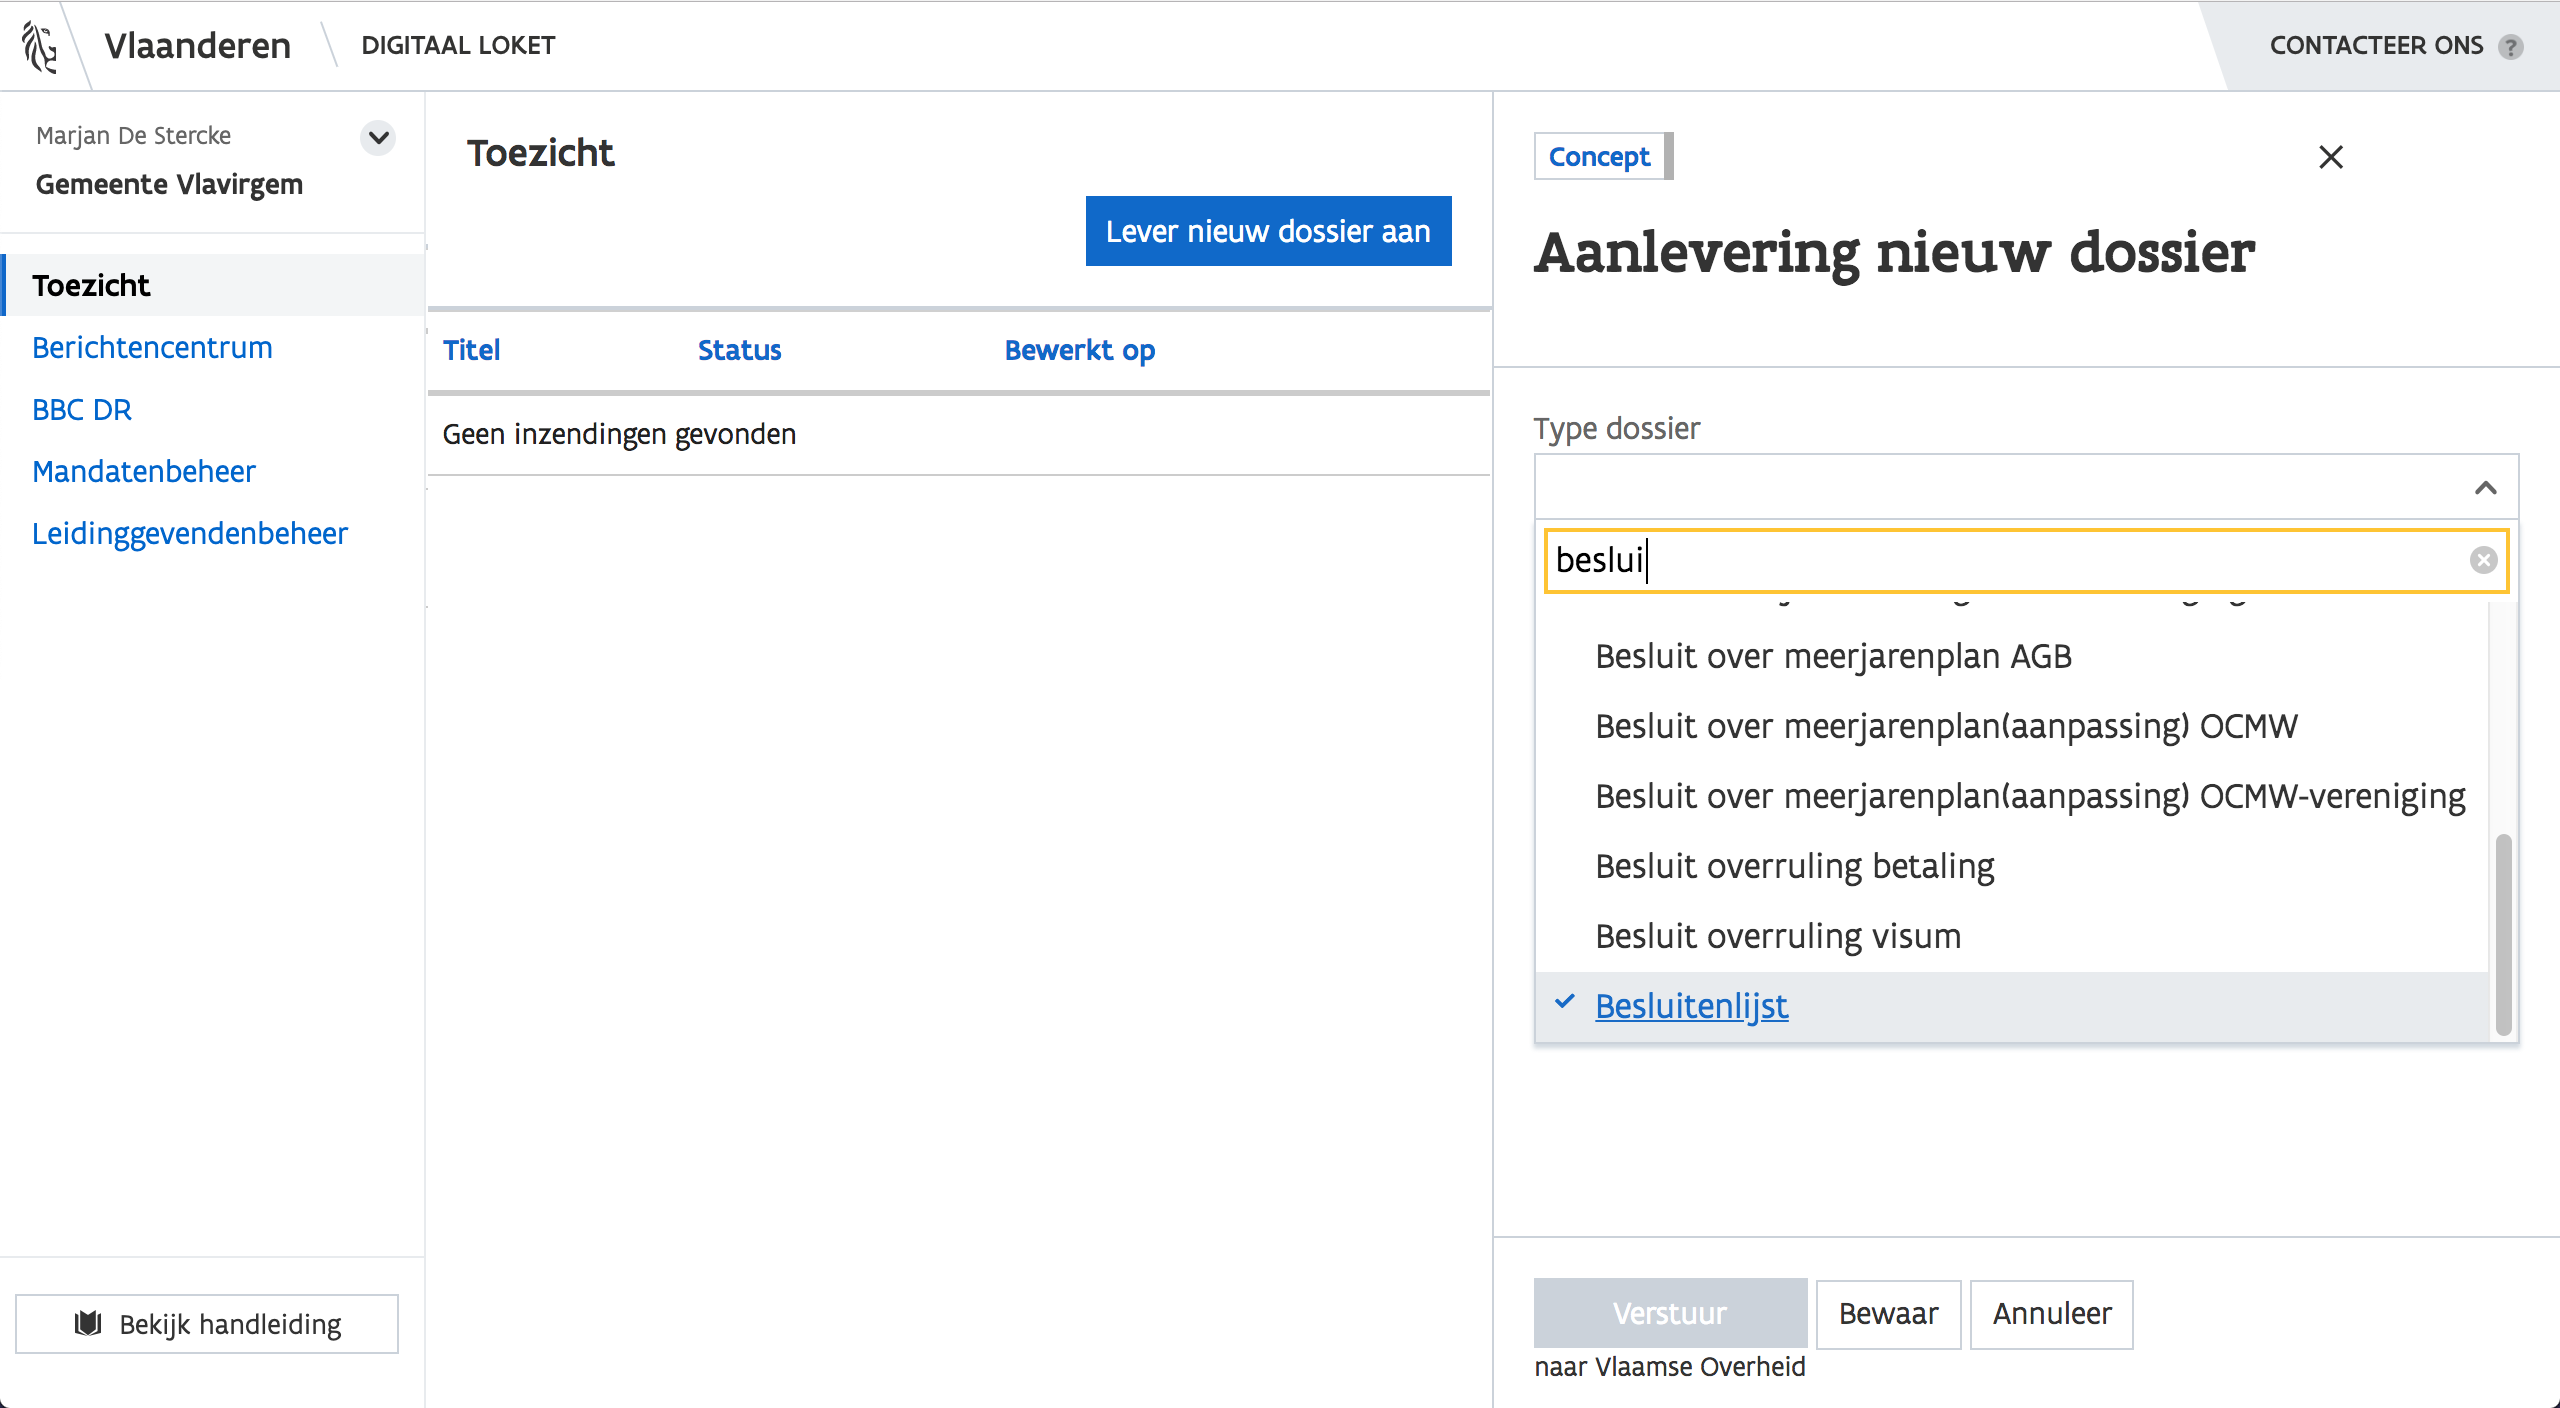 Vlaanderen
DIGITAAL LOKET
CONTACTEER ONS ?
Marjan De Stercke
Gemeente Vlavirgem
Toezicht
Berichtencentrum
BBC DR
Mandatenbeheer
Leidinggevendenbeheer
Bekijk handleiding
Toezicht
Lever nieuw dossier aan
Titel Status Bewerkt op
Geen inzendingen gevonden
Concept
Aanlevering nieuw dossier
Type dossier
beslui
Besluit over meerjarenplan AGB
Besluit over meerjarenplan(aanpassing) OCMW
Besluit over meerjarenplan(aanpassing) OCMW-vereniging
Besluit overruling betaling
Besluit overruling visum
Besluitenlijst
Verstuur Bewaar Annuleer
naar Vlaamse Overheid